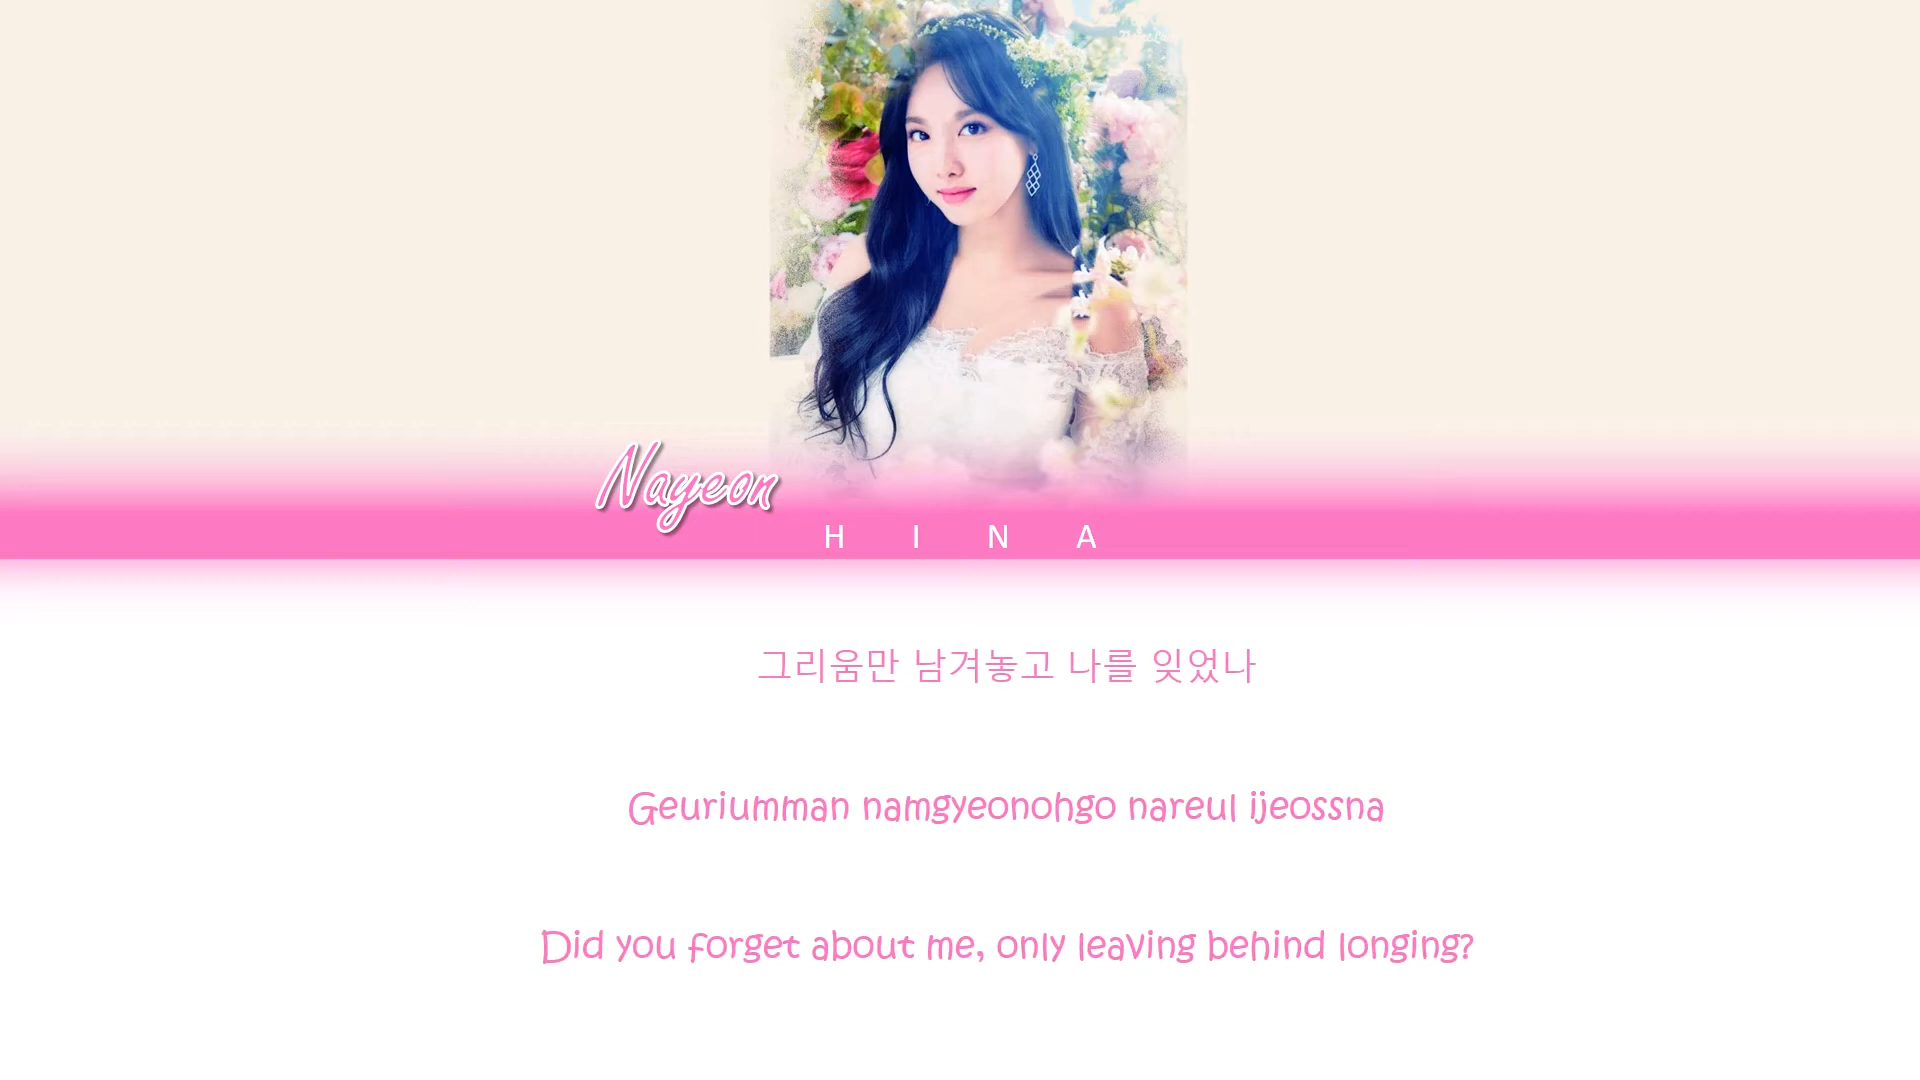 Nayeon
HINA
그리움만 남겨놓고 나를 잊었나
Geuriumman namgyeonohgo nareul ijeossna
Did you forget about me, only leaving behind longing?